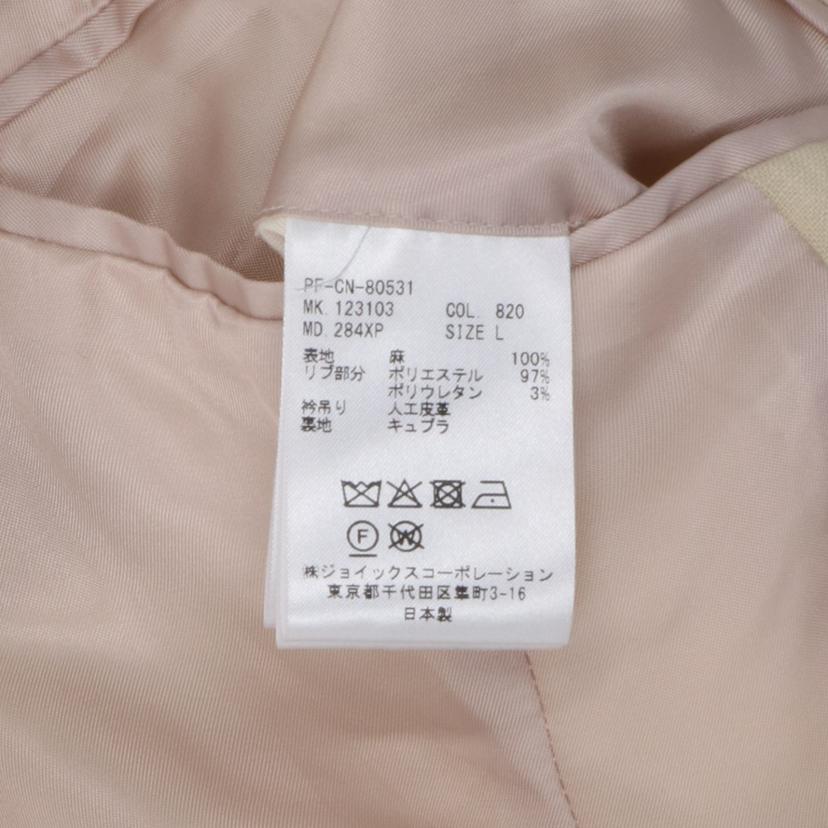 PF-CN-80531
MK. 123103 COL. 820
MD. 284XP SIZE L
表地 麻 100%
リブ部分 ポリエステル 97%
ポリウレタン 3%
衿吊り 人工皮革
裏地 キュプラ
F W
㈱ジョイックスコーポレーション
東京都千代田区隼町3-16
日本製